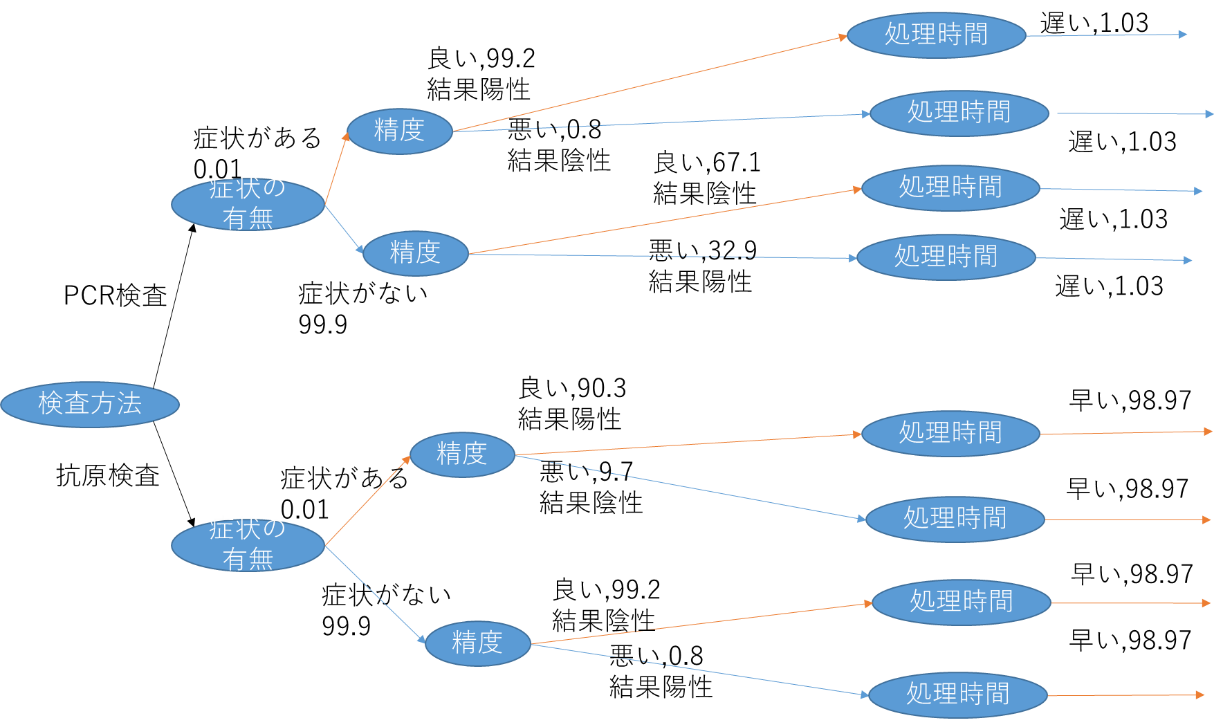 検査方法
PCR検査
症状の
有無
症状がある
0.01
精度
良い,99.2
結果陽性
処理時間
遅い,1.03
悪い,0.8
結果陰性
処理時間
遅い,1.03
症状がない
99.9
精度
良い,67.1
結果陰性
処理時間
遅い,1.03
悪い,32.9
結果陽性
処理時間
遅い,1.03
抗原検査
症状の
有無
症状がある
0.01
精度
良い,90.3
結果陽性
処理時間
早い,98.97
悪い,9.7
結果陰性
処理時間
早い,98.97
症状がない
99.9
精度
良い,99.2
結果陰性
処理時間
早い,98.97
悪い,0.8
結果陽性
処理時間
早い,98.97